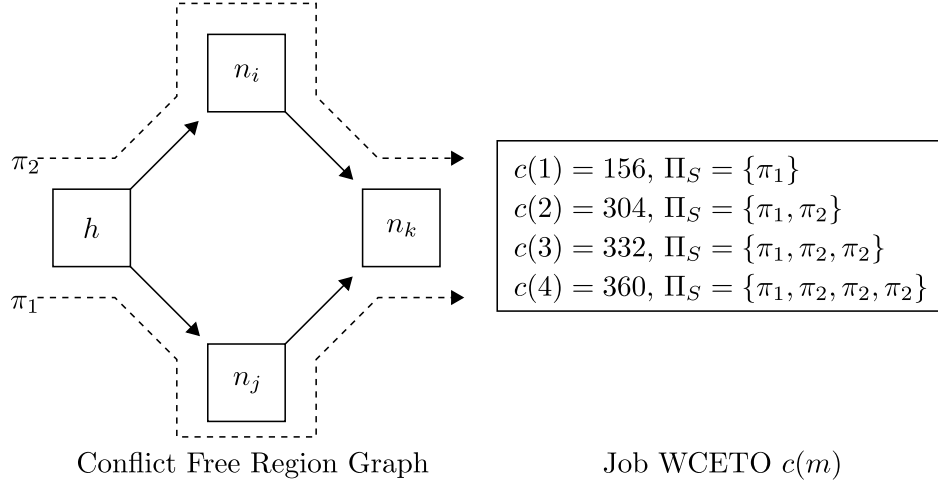 n_i
π_2
h
n_k
π_1
n_j
c(1) = 156, Π_S = {π_1}
c(2) = 304, Π_S = {π_1, π_2}
c(3) = 332, Π_S = {π_1, π_2, π_2}
c(4) = 360, Π_S = {π_1, π_2, π_2, π_2}
Conflict Free Region Graph
Job WCETO c(m)